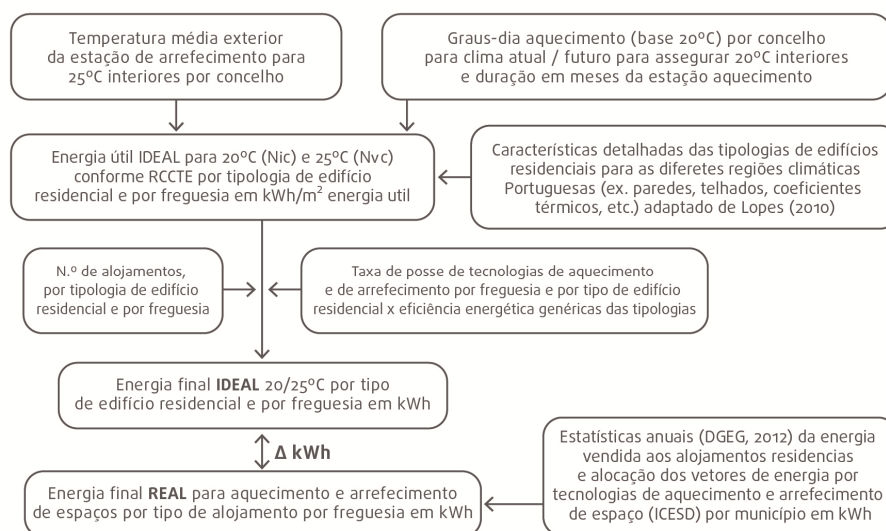 Temperatura média exterior
da estação de arrefecimento para
25ºC interiores por concelho
Graus-dia aquecimento (base 20ºC) por concelho
para clima atual / futuro para assegurar 20ºC interiores
e duração em meses da estação aquecimento
Energia útil IDEAL para 20ºC (Nic) e 25ºC (Nvc)
conforme RCCTE por tipologia de edifício
residencial e por freguesia em kWh/m² energia util
Características detalhadas das tipologias de edifícios
residenciais para as diferetes regiões climáticas
Portuguesas (ex. paredes, telhados, coeficientes
térmicos, etc.) adaptado de Lopes (2010)
N.º de alojamentos,
por tipologia de edifício
residencial e por freguesia
Taxa de posse de tecnologias de aquecimento
e de arrefecimento por freguesia e por tipo de edifício
residencial x eficiência energética genéricas das tipologias
Energia final IDEAL 20/25ºC por tipo
de edifício residencial e por freguesia em kWh
Δ kWh
Energia final REAL para aquecimento e arrefecimento
de espaços por tipo de alojamento por freguesia em kWh
Estatísticas anuais (DGEG, 2012) da energia
vendida aos alojamentos residencias
e alocação dos vetores de energia por
tecnologias de aquecimento e arrefecimento
de espaço (ICESD) por município em kWh